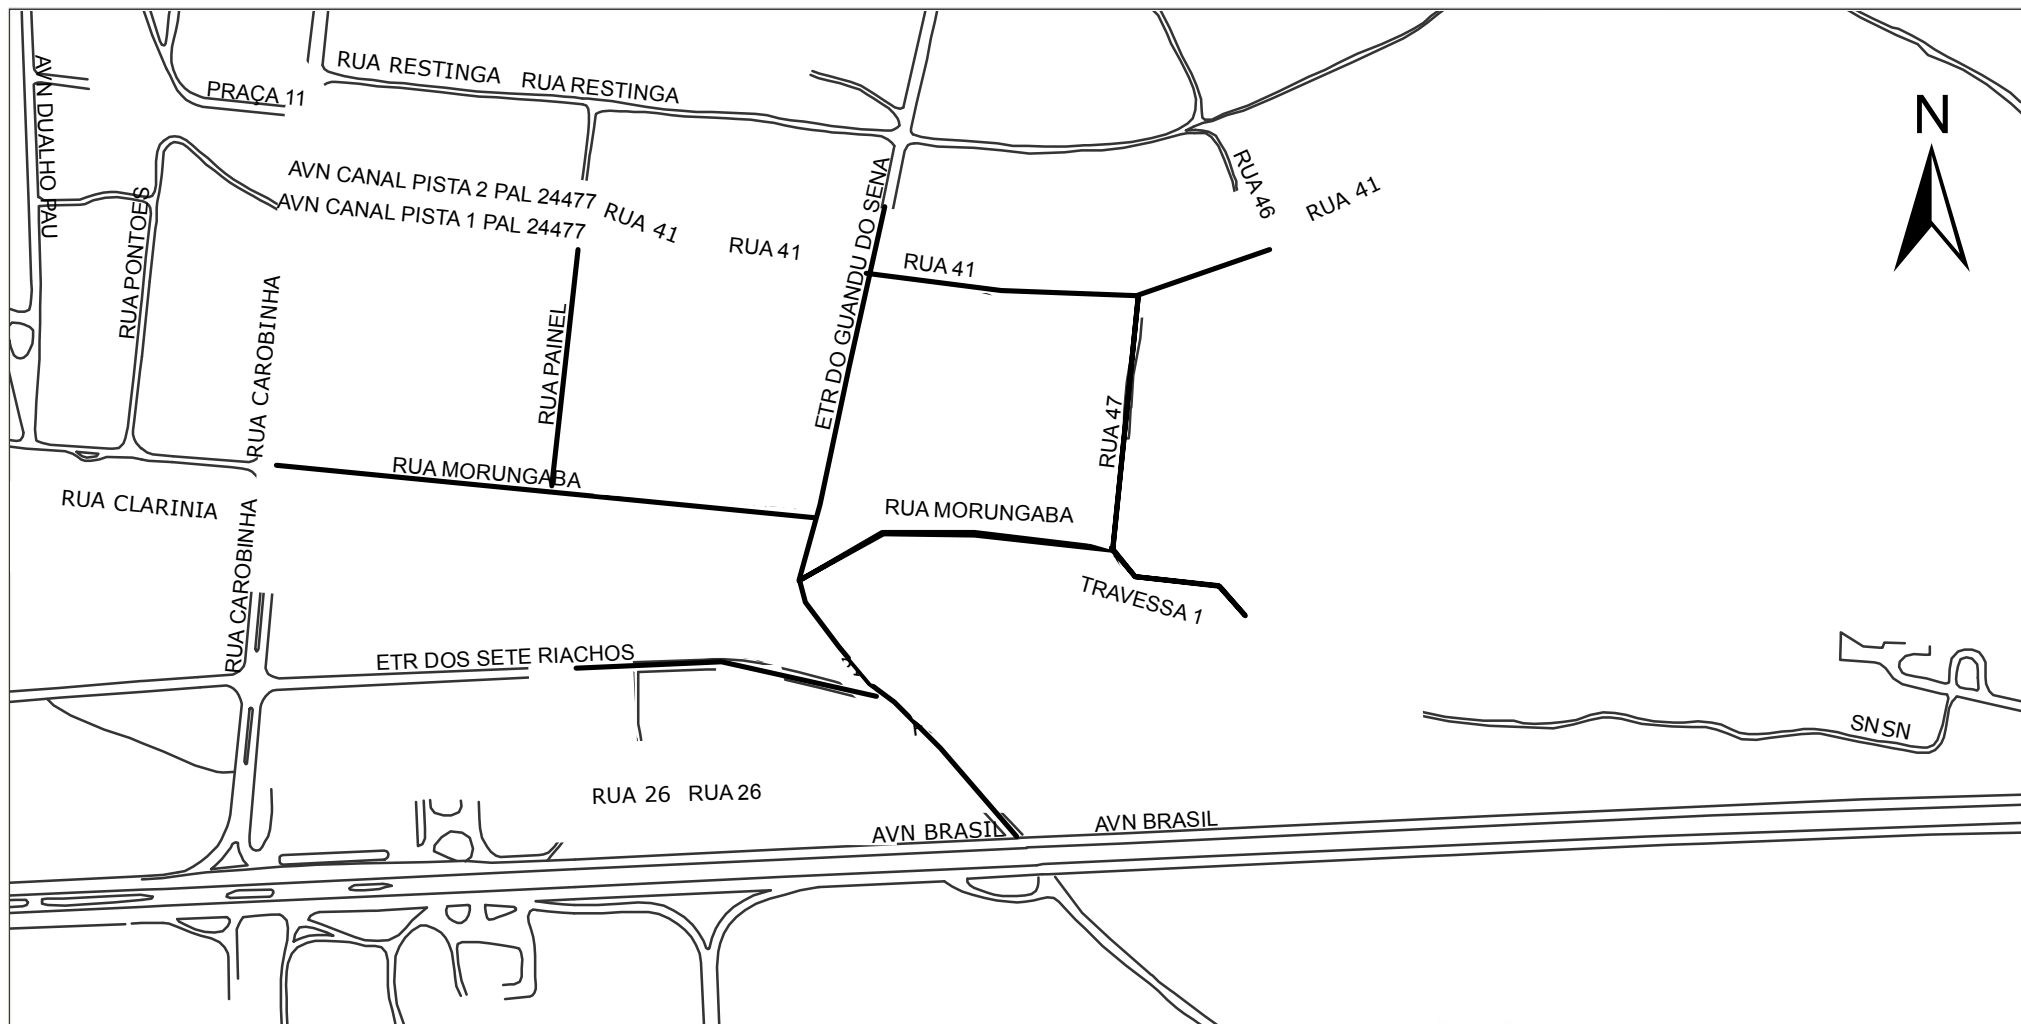 RUA RESTINGA
RUA RESTINGA
AVN DUALHO PAU
PRAÇA 11
N
AVN CANAL PISTA 2 PAL 24477
AVN CANAL PISTA 1 PAL 24477
RUA 41
RUA 41
RUA 41
RUA 46
RUA 41
RUA PONTOES
RUA CAROBINHA
RUA PAINEL
ETR DO GUANDU DO SENA
RUA 47
RUA MORUNGABA
RUA CLARINIA
RUA MORUNGABA
RUA CAROBINHA
TRAVESSA 1
ETR DOS SETE RIACHOS
SN SN
RUA 26
RUA 26
AVN BRASIL
AVN BRASIL